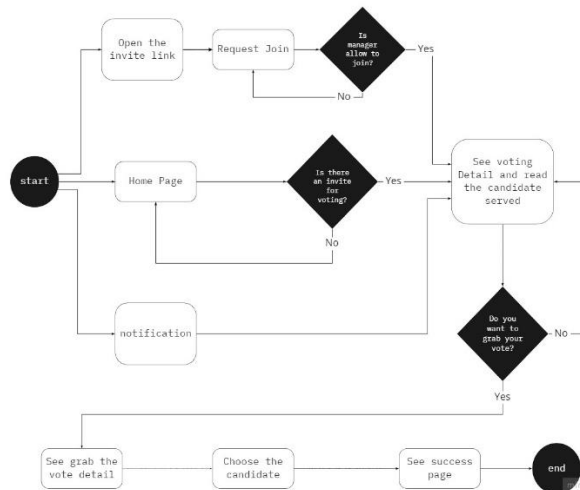 Open the
invite link
Request Join
Is
manager
allow to
join?
Yes
No
start
Home Page
Is there
an invite
for
voting?
Yes
No
See voting
Detail and read
the candidate
served
notification
Do you
want to
grab your
vote?
No
Yes
See grab the
vote detail
Choose the
candidate
See success
page
end